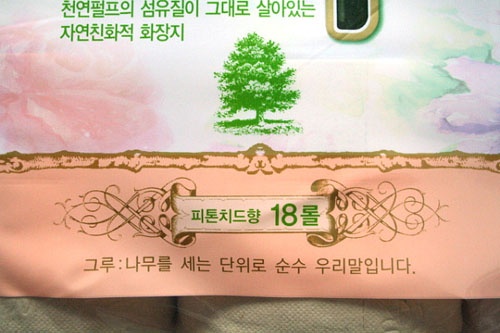 천연펄프의 섬유질이 그대로 살아있는
자연친화적 화장지
피톤치드향 18롤
그루:나무를 세는 단위로 순수 우리말입니다.